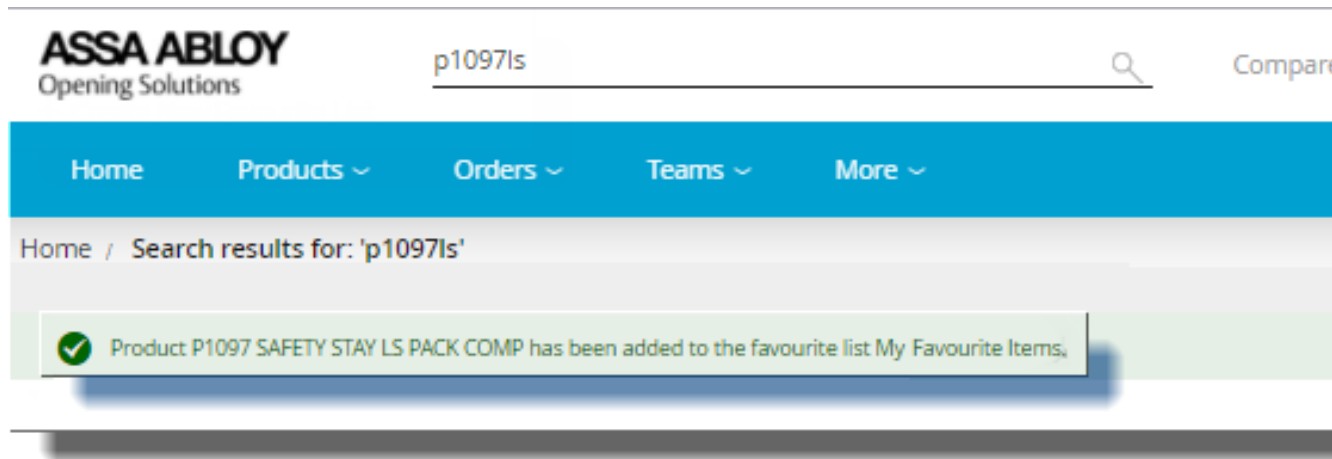 ASSA ABLOY
Opening Solutions
p1097ls
Compare
Home
Products
Orders
Teams
More
Home / Search results for: 'p1097ls'
Product P1097 SAFETY STAY LS PACK COMP has been added to the favourite list My Favourite Items.